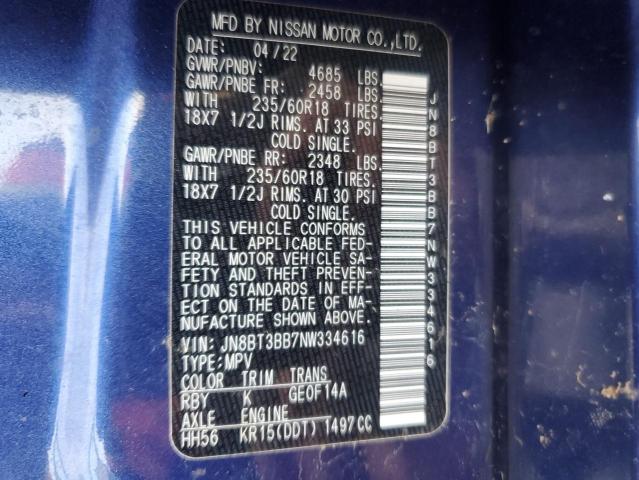 MFD BY NISSAN MOTOR CO.,LTD.
DATE: 04/22
GVWR/PNBV: 4685 LBS.
GAWR/PNBE FR: 2458 LBS.
WITH 235/60R18 TIRES.
18X7 1/2J RIMS. AT 33 PSI
COLD SINGLE.
GAWR/PNBE RR: 2348 LBS.
WITH 235/60R18 TIRES.
18X7 1/2J RIMS. AT 30 PSI
COLD SINGLE.
THIS VEHICLE CONFORMS
TO ALL APPLICABLE FED-
ERAL MOTOR VEHICLE SA-
FETY AND THEFT PREVEN-
TION STANDARDS IN EFF-
ECT ON THE DATE OF MA-
NUFACTURE SHOWN ABOVE.
VIN: JN8BT3BB7NW334616
TYPE:MPV
COLOR TRIM TRANS
RBY K GE0F14A
AXLE ENGINE
HH56 KR15(DDT) 1497CC
JN8BT3BB7NW334616